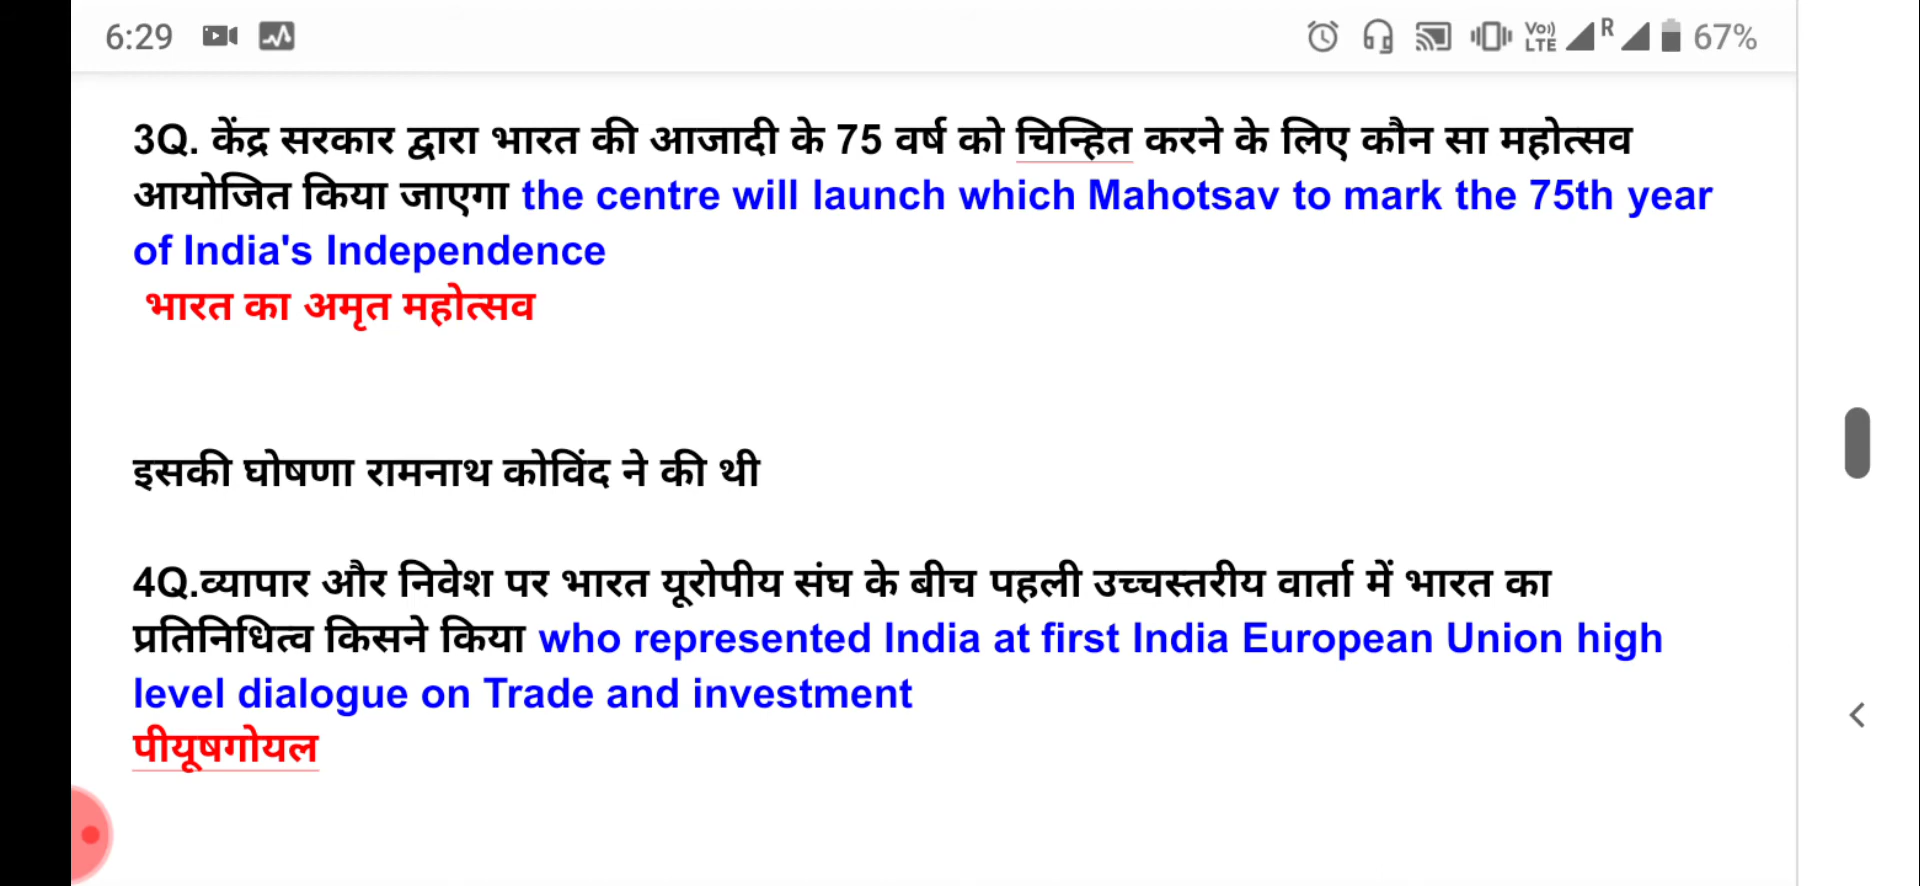 6:29 Vo)) LTE R 67%
3Q. केंद्र सरकार द्वारा भारत की आजादी के 75 वर्ष को चिन्हित करने के लिए कौन सा महोत्सव
आयोजित किया जाएगा the centre will launch which Mahotsav to mark the 75th year
of India's Independence
भारत का अमृत महोत्सव
इसकी घोषणा रामनाथ कोविंद ने की थी
4Q.व्यापार और निवेश पर भारत यूरोपीय संघ के बीच पहली उच्चस्तरीय वार्ता में भारत का
प्रतिनिधित्व किसने किया who represented India at first India European Union high
level dialogue on Trade and investment
पीयूषगोयल